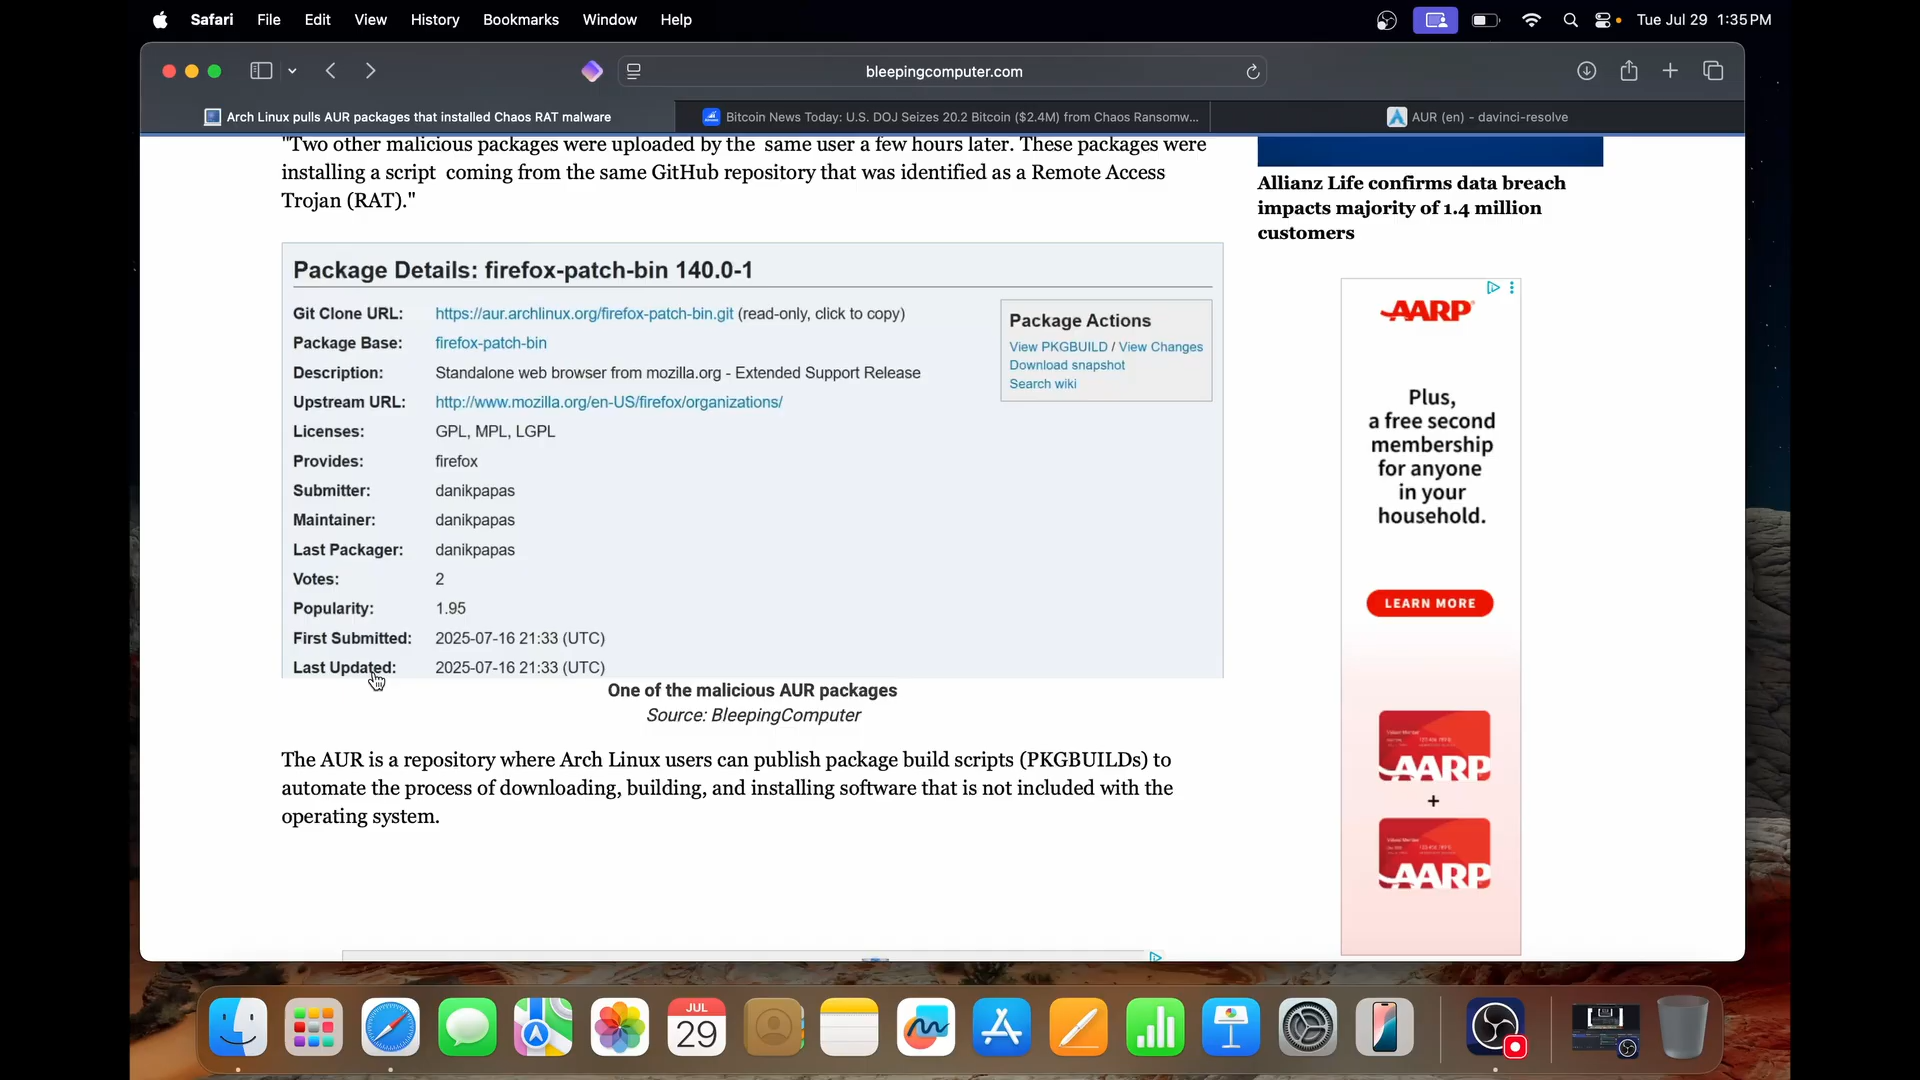 Safari File Edit View History Bookmarks Window Help
Tue Jul 29 1:35 PM
bleepingcomputer.com
Arch Linux pulls AUR packages that installed Chaos RAT malware
Bitcoin News Today: U.S. DOJ Seizes 20.2 Bitcoin ($2.4M) from Chaos Ransomw...
AUR (en) - davinci-resolve
"Two other malicious packages were uploaded by the same user a few hours later. These packages were
installing a script coming from the same GitHub repository that was identified as a Remote Access
Trojan (RAT)."
Package Details: firefox-patch-bin 140.0-1
Git Clone URL: https://aur.archlinux.org/firefox-patch-bin.git (read-only, click to copy)
Package Base: firefox-patch-bin
Description: Standalone web browser from mozilla.org - Extended Support Release
Upstream URL: http://www.mozilla.org/en-US/firefox/organizations/
Licenses: GPL, MPL, LGPL
Provides: firefox
Submitter: danikpapas
Maintainer: danikpapas
Last Packager: danikpapas
Votes: 2
Popularity: 1.95
First Submitted: 2025-07-16 21:33 (UTC)
Last Updated: 2025-07-16 21:33 (UTC)
Package Actions
View PKGBUILD / View Changes
Download snapshot
Search wiki
One of the malicious AUR packages
Source: BleepingComputer
The AUR is a repository where Arch Linux users can publish package build scripts (PKGBUILDs) to
automate the process of downloading, building, and installing software that is not included with the
operating system.
Allianz Life confirms data breach
impacts majority of 1.4 million
customers
AARP
Plus,
a free second
membership
for anyone
in your
household.
LEARN MORE
AARP
+
AARP
JUL
29